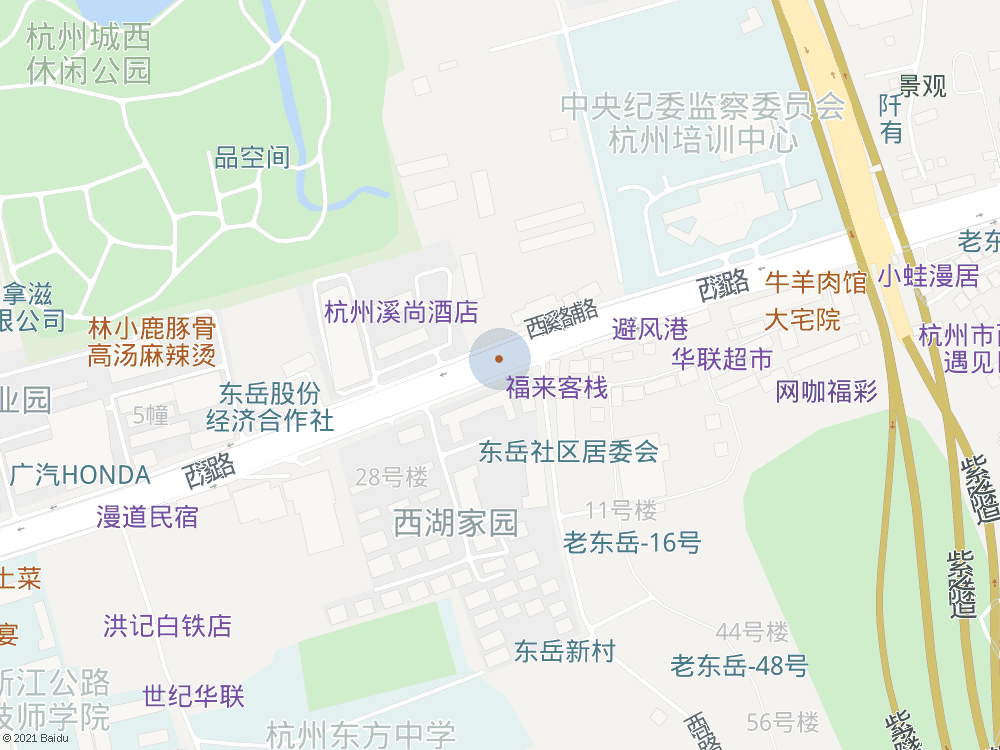 杭州城西
休闲公园
中央纪委监察委员会
杭州培训中心
景观
阡
有
品空间
老东
小蛙漫居
牛羊肉馆
大宅院
西溪路
拿滋
限公司
杭州溪尚酒店
西溪路辅路
避风港
林小鹿豚骨
高汤麻辣烫
华联超市
遇见
福来客栈
网咖福彩
业园
5幢
东岳股份
经济合作社
东岳社区居委会
广汽HONDA
西溪路
28号楼
漫道民宿
西湖家园
11号楼
老东岳-16号
紫之隧道
紫之隧道
土菜
宴
洪记白铁店
44号楼
东岳新村
老东岳-48号
浙江公路
技师学院
世纪华联
56号楼
杭州东方中学
© 2021 Baidu